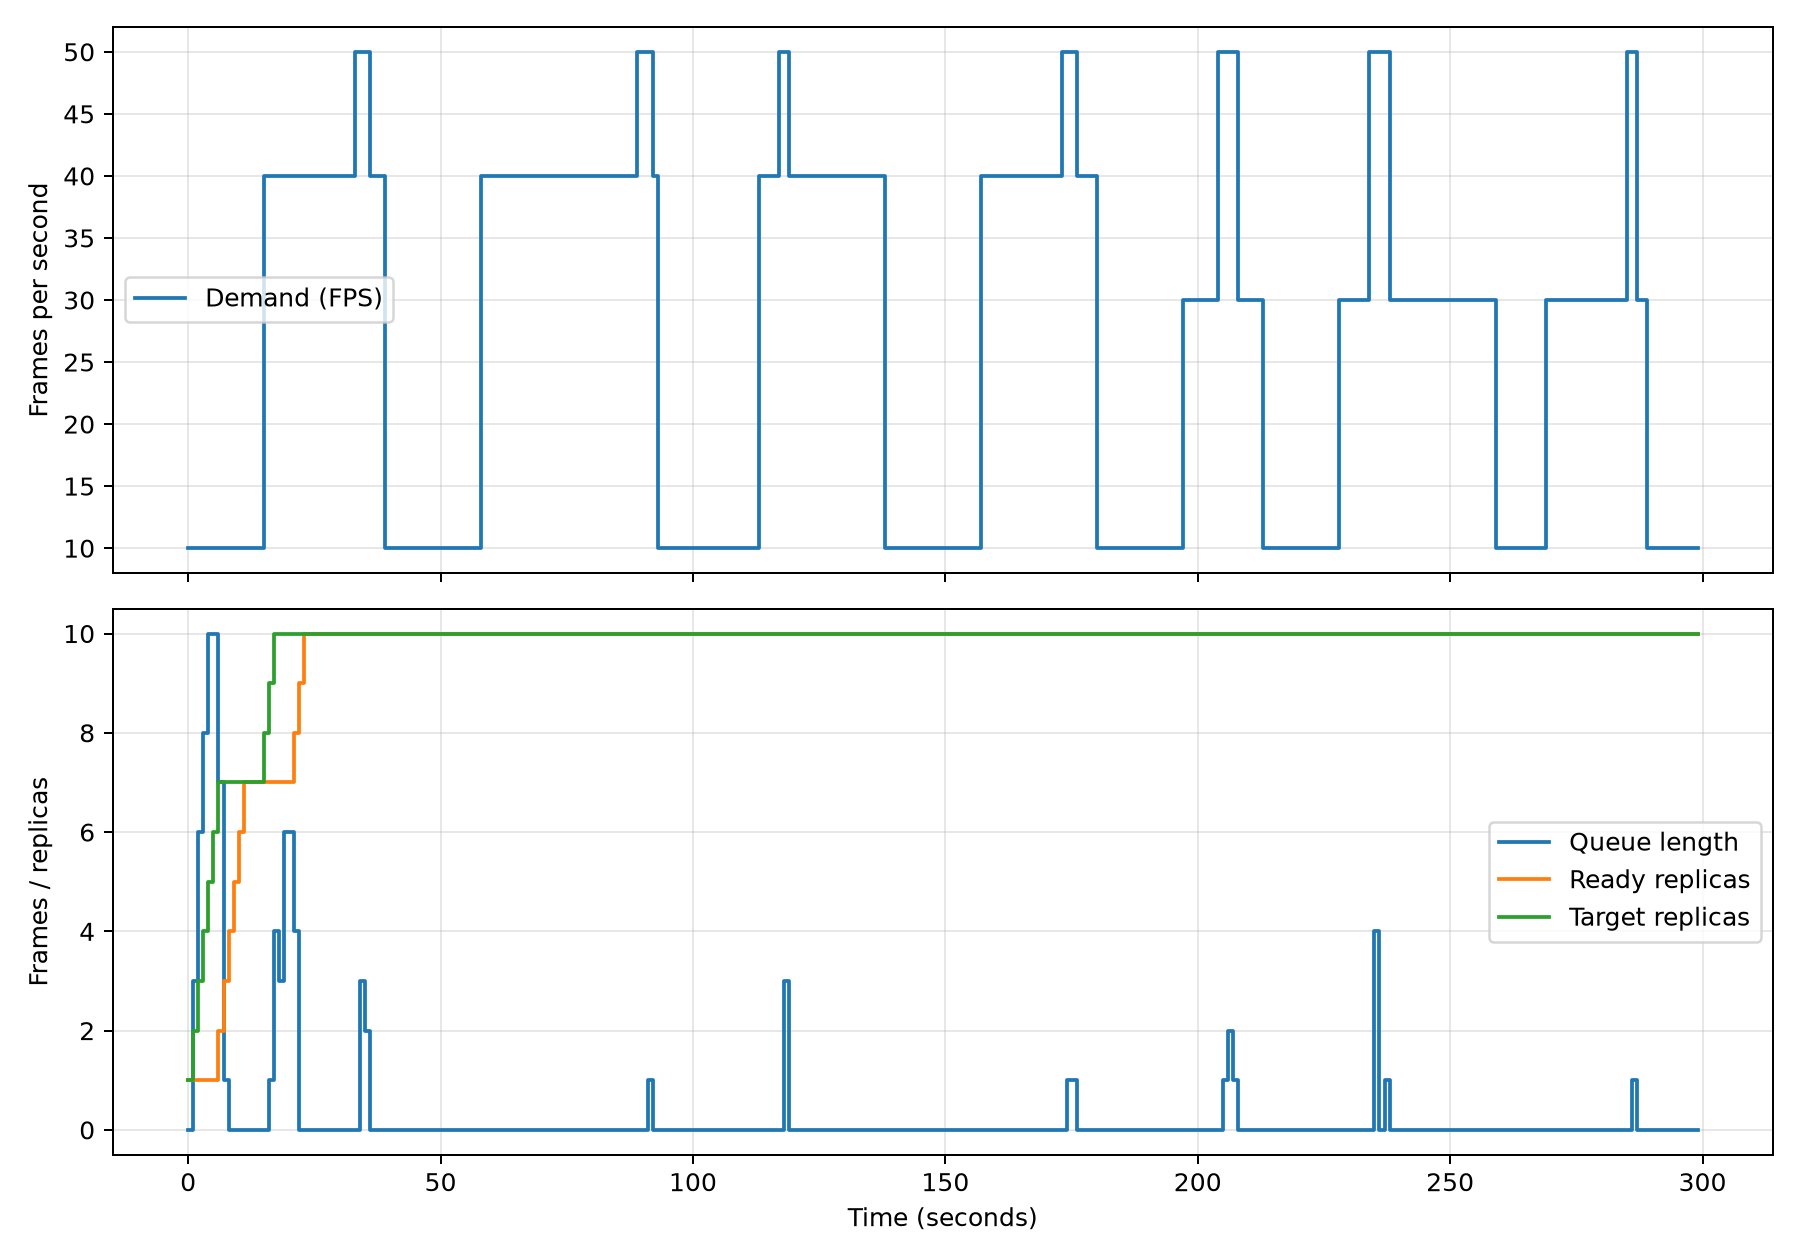 50
45
40
35
30
25
20
15
10
Frames per second
Demand (FPS)
10
8
6
4
2
0
Frames / replicas
Queue length
Ready replicas
Target replicas
0 50 100 150 200 250 300
Time (seconds)